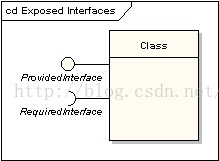 cd Exposed Interfaces
Class
ProvidedInterface
http://blog.csdn.net/
RequiredInterface